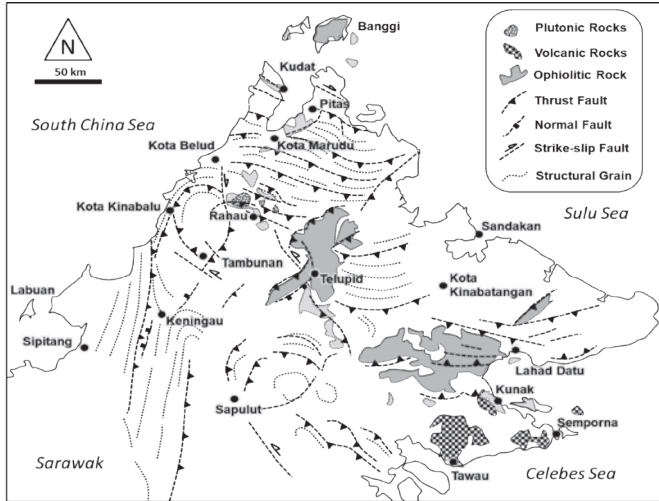 Banggi
N
50 km
Kudat
Pitas
South China Sea
Kota Belud
Kota Marudu
Kota Kinabalu
Ranau
Sulu Sea
Sandakan
Tambunan
Telupid
Kota
Kinabatangan
Labuan
Keningau
Sipitang
Lahad Datu
Kunak
Sapulut
Semporna
Sarawak
Tawau
Celebes Sea
Plutonic Rocks
Volcanic Rocks
Ophiolitic Rock
Thrust Fault
Normal Fault
Strike-slip Fault
Structural Grain